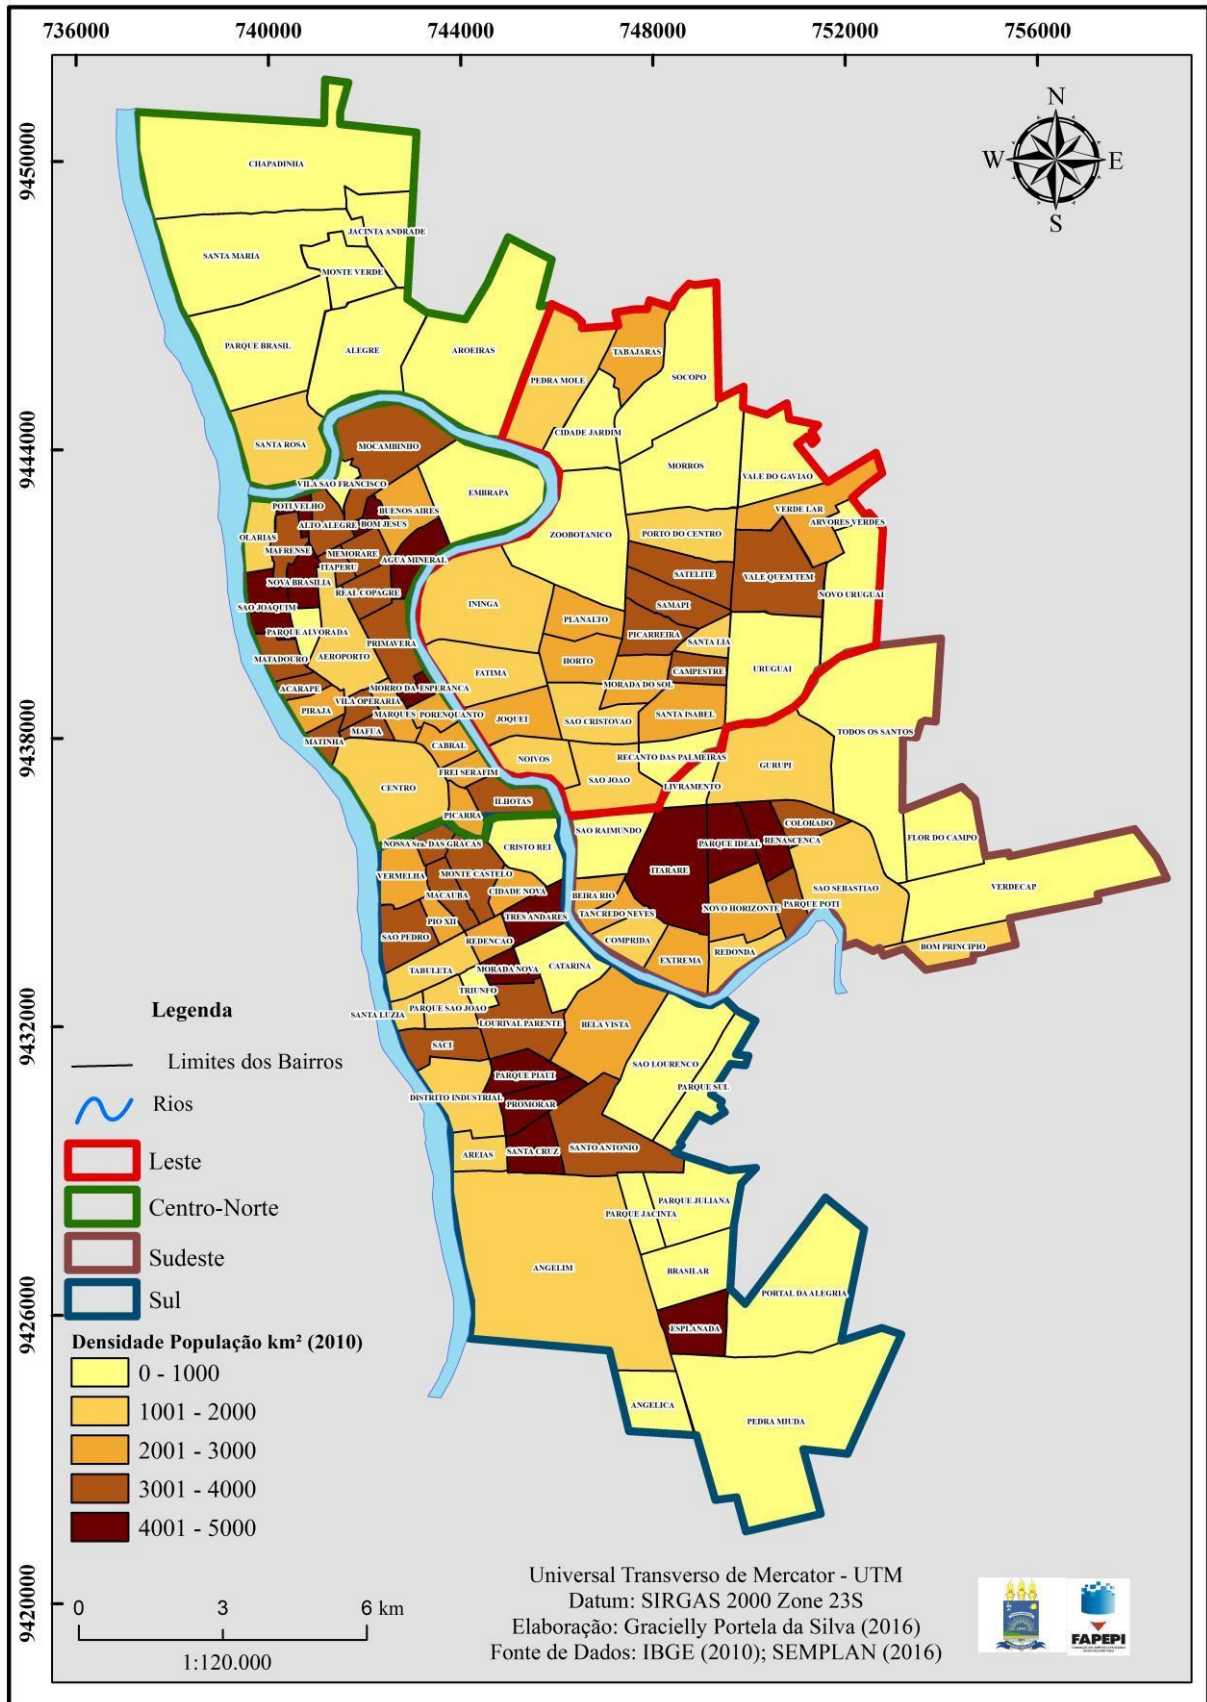 736000 740000 744000 748000 752000 756000
N
W E
S
9450000
9444000
9438000
9432000
9426000
9420000
CHAPADINHA
JACINTA ANDRADE
SANTA MARIA
MONTE VERDE
PARQUE BRASIL
ALEGRE
AROEIRAS
TABAJARAS
PEDRA MOLE
SOCOPO
SANTA ROSA
MOCAMBINHO
CIDADE JARDIM
MORROS
VALE DO GAVIAO
VILA SAO FRANCISCO
EMBRAPA
POTI VELHO
BUENOS AIRES
VERDE LAR
ALTO ALEGRE
BOM JESUS
ARVORES VERDES
OLARIAS
ZOOBOTANICO
PORTO DO CENTRO
MAFRENSE
MEMORARE
AGUA MINERAL
ITAPERU
SATELITE
VALE QUEM TEM
NOVA BRASILIA
REAL COPAGRE
NOVO URUGUAI
SAO JOAQUIM
ININGA
SAMAPI
PLANALTO
PARQUE ALVORADA
PICARREIRA
PRIMAVERA
SANTA LIA
MATADOURO
AEROPORTO
HORTO
URUGUAI
FATIMA
CAMPESTRE
ACARAPE
MORRO DA ESPERANCA
MORADA DO SOL
VILA OPERARIA
PIRAJA
MARQUES
PORENQUANTO
JOQUEI
SAO CRISTOVAO
SANTA ISABEL
MAFUA
TODOS OS SANTOS
MATINHA
CABRAL
NOIVOS
RECANTO DAS PALMEIRAS
GURUPI
FREI SERAFIM
SAO JOAO
CENTRO
LIVRAMENTO
ILHOTAS
PICARRA
COLORADO
SAO RAIMUNDO
FLOR DO CAMPO
NOSSA Sra. DAS GRACAS
CRISTO REI
PARQUE IDEAL
RENASCENCA
ITARARE
VERMELHA
MONTE CASTELO
SAO SEBASTIAO
VERDECAP
CIDADE NOVA
MACAUBA
BEIRA RIO
PARQUE POTI
NOVO HORIZONTE
TRES ANDARES
TANCREDO NEVES
PIO XII
SAO PEDRO
REDENCAO
COMPRIDA
BOM PRINCIPIO
REDONDA
EXTREMA
TABULETA
MORADA NOVA
CATARINA
TRIUNFO
PARQUE SAO JOAO
SANTA LUZIA
LOURIVAL PARENTE
BELA VISTA
SACI
SAO LOURENCO
PARQUE PIAUI
PARQUE SUL
DISTRITO INDUSTRIAL
PROMORAR
SANTO ANTONIO
SANTA CRUZ
AREIAS
PARQUE JULIANA
PARQUE JACINTA
ANGELIM
BRASILAR
PORTAL DA ALEGRIA
ESPLANADA
ANGELICA
PEDRA MIUDA
Legenda
Limites dos Bairros
Rios
Leste
Centro-Norte
Sudeste
Sul
Densidade População km² (2010)
0 - 1000
1001 - 2000
2001 - 3000
3001 - 4000
4001 - 5000
0 3 6 km
1:120.000
Universal Transverso de Mercator - UTM
Datum: SIRGAS 2000 Zone 23S
Elaboração: Gracielly Portela da Silva (2016)
Fonte de Dados: IBGE (2010); SEMPLAN (2016)
FAPEPI